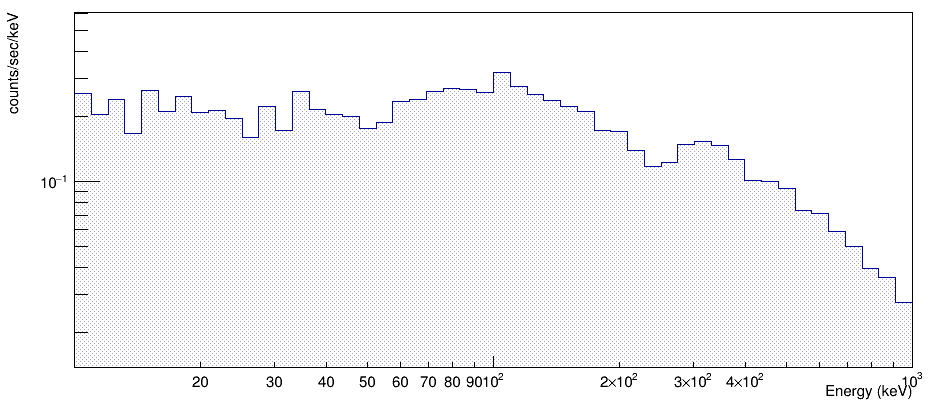 counts/sec/keV
10⁻¹
20 30 40 50 60 70 80 90 10² 2×10² 3×10² 4×10² 10³
Energy (keV)